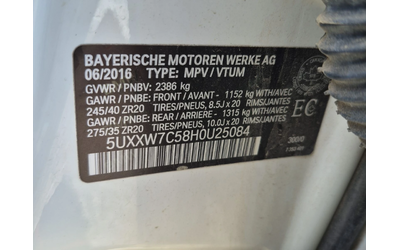 BAYERISCHE MOTOREN WERKE AG
06/2016 TYPE: MPV / VTUM
GVWR / PNBV: 2386 kg
GAWR / PNBE: FRONT / AVANT - 1152 kg WITH/AVEC
245/40 ZR20 TIRES/PNEUS, 8.5J x 20 RIMS/JANTES
GAWR / PNBE: REAR / ARRIERE - 1315 kg WITH/AVEC
275/35 ZR20 TIRES/PNEUS, 10.0J x 20 RIMS/JANTES
EC
5UXXW7C58H0U25084
300/0